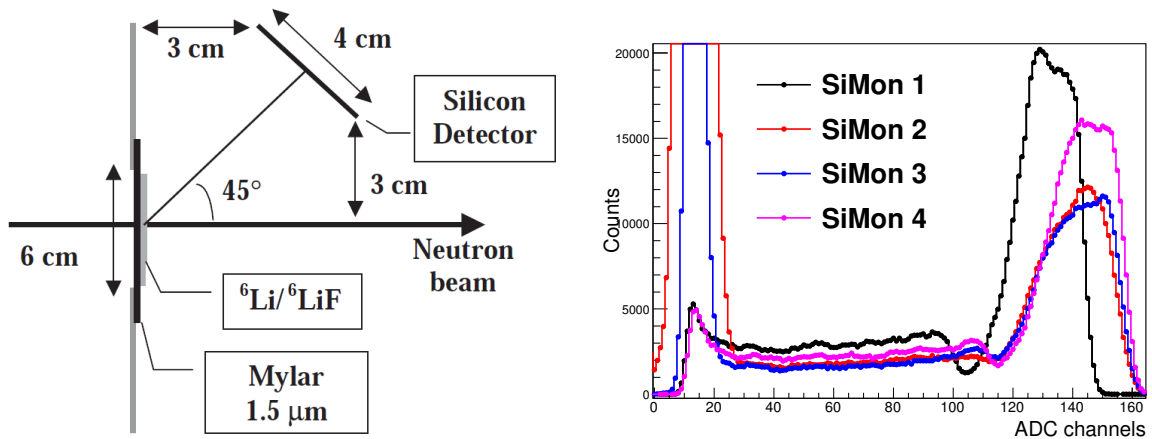 3 cm
4 cm
Silicon
Detector
3 cm
45°
6 cm
Neutron
beam
⁶Li/⁶LiF
Mylar
1.5 μm
Counts
20000
15000
10000
5000
0
SiMon 1
SiMon 2
SiMon 3
SiMon 4
0 20 40 60 80 100 120 140 160
ADC channels